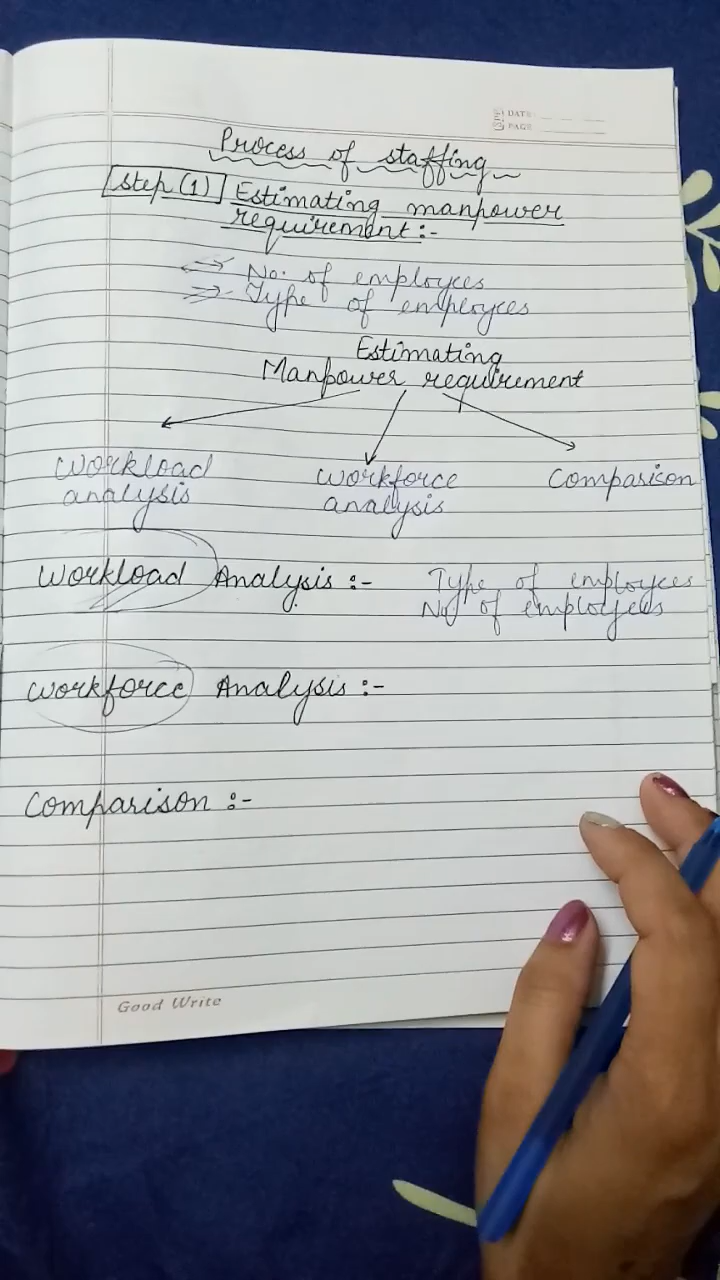 DATE
PAGE
Process of staffing
Step (1) Estimating manpower
requirement :-
No. of employees
Type of employees
Estimating
Manpower requirement
Workload
analysis
Workforce
analysis
Comparison
Workload Analysis :-
Type of employees
No of employees
Workforce Analysis :-
Comparison :-
Good Write